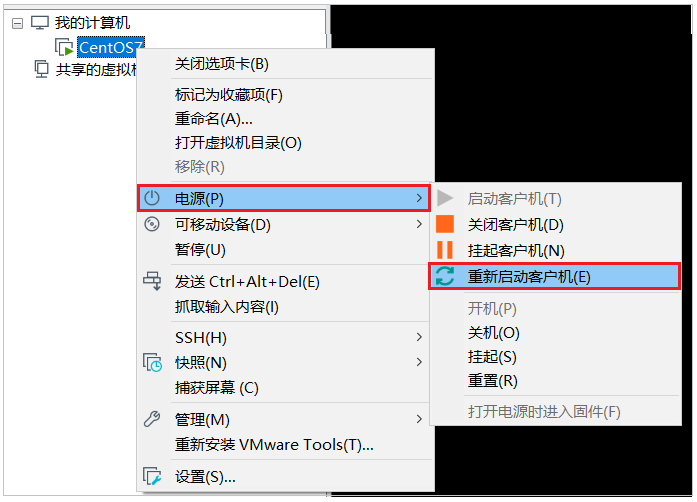 我的计算机
CentOS7
共享的虚拟机
关闭选项卡(B)
标记为收藏项(F)
重命名(A)...
打开虚拟机目录(O)
移除(R)
电源(P)
可移动设备(D)
暂停(U)
发送 Ctrl+Alt+Del(E)
抓取输入内容(I)
SSH(H)
快照(N)
捕获屏幕 (C)
管理(M)
重新安装 VMware Tools(T)...
设置(S)...
启动客户机(T)
关闭客户机(D)
挂起客户机(N)
重新启动客户机(E)
开机(P)
关机(O)
挂起(S)
重置(R)
打开电源时进入固件(F)